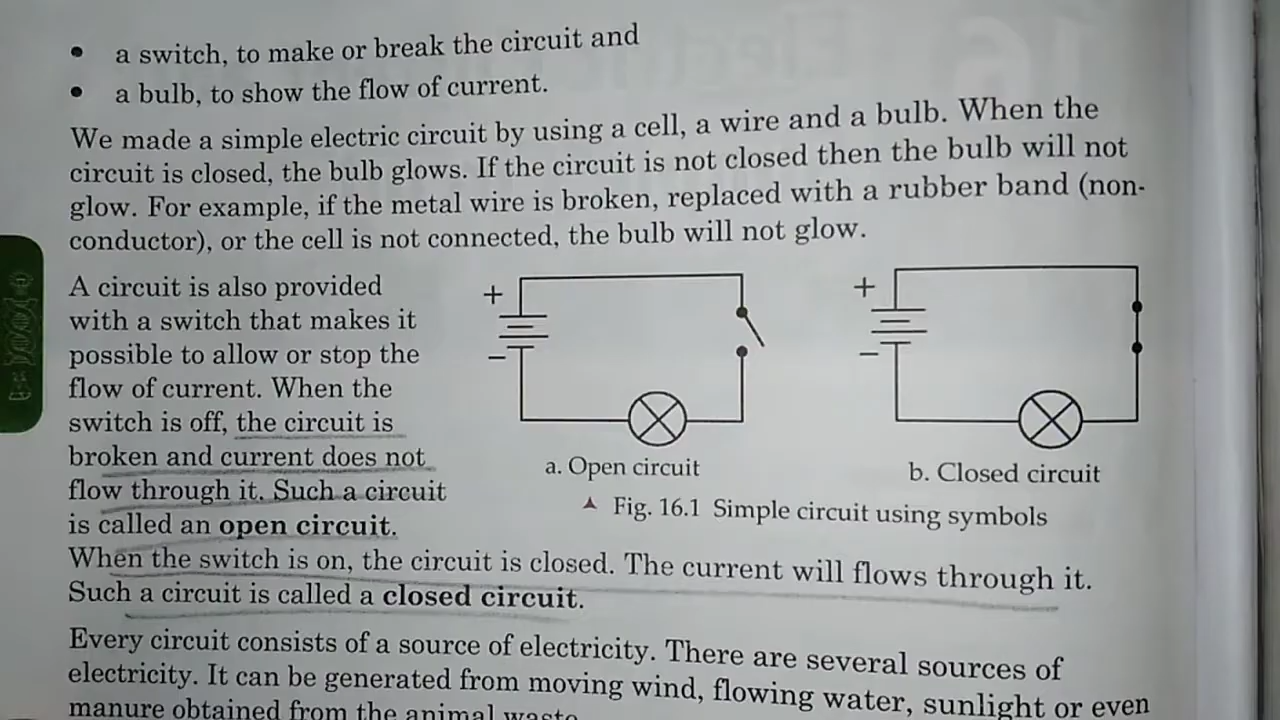 • a switch, to make or break the circuit and
• a bulb, to show the flow of current.
We made a simple electric circuit by using a cell, a wire and a bulb. When the
circuit is closed, the bulb glows. If the circuit is not closed then the bulb will not
glow. For example, if the metal wire is broken, replaced with a rubber band (non-
conductor), or the cell is not connected, the bulb will not glow.
A circuit is also provided
with a switch that makes it
possible to allow or stop the
flow of current. When the
switch is off, the circuit is
broken and current does not
flow through it. Such a circuit
is called an open circuit.
+
−
a. Open circuit
+
−
b. Closed circuit
Fig. 16.1 Simple circuit using symbols
When the switch is on, the circuit is closed. The current will flows through it.
Such a circuit is called a closed circuit.
Every circuit consists of a source of electricity. There are several sources of
electricity. It can be generated from moving wind, flowing water, sunlight or even
manure obtained from the animal waste